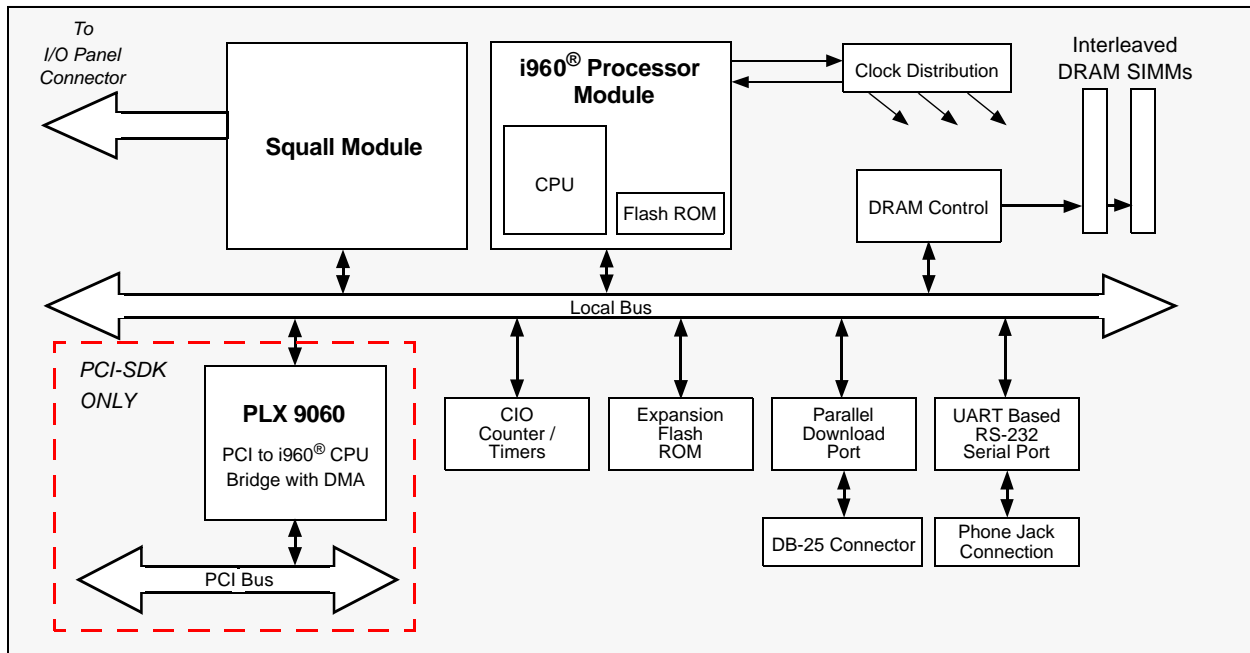 To
I/O Panel
Connector
Squall Module
i960® Processor
Module
CPU
Flash ROM
Clock Distribution
Interleaved
DRAM SIMMs
DRAM Control
Local Bus
PCI-SDK
ONLY
PLX 9060
PCI to i960® CPU
Bridge with DMA
PCI Bus
CIO
Counter /
Timers
Expansion
Flash
ROM
Parallel
Download
Port
UART Based
RS-232
Serial Port
DB-25 Connector
Phone Jack
Connection